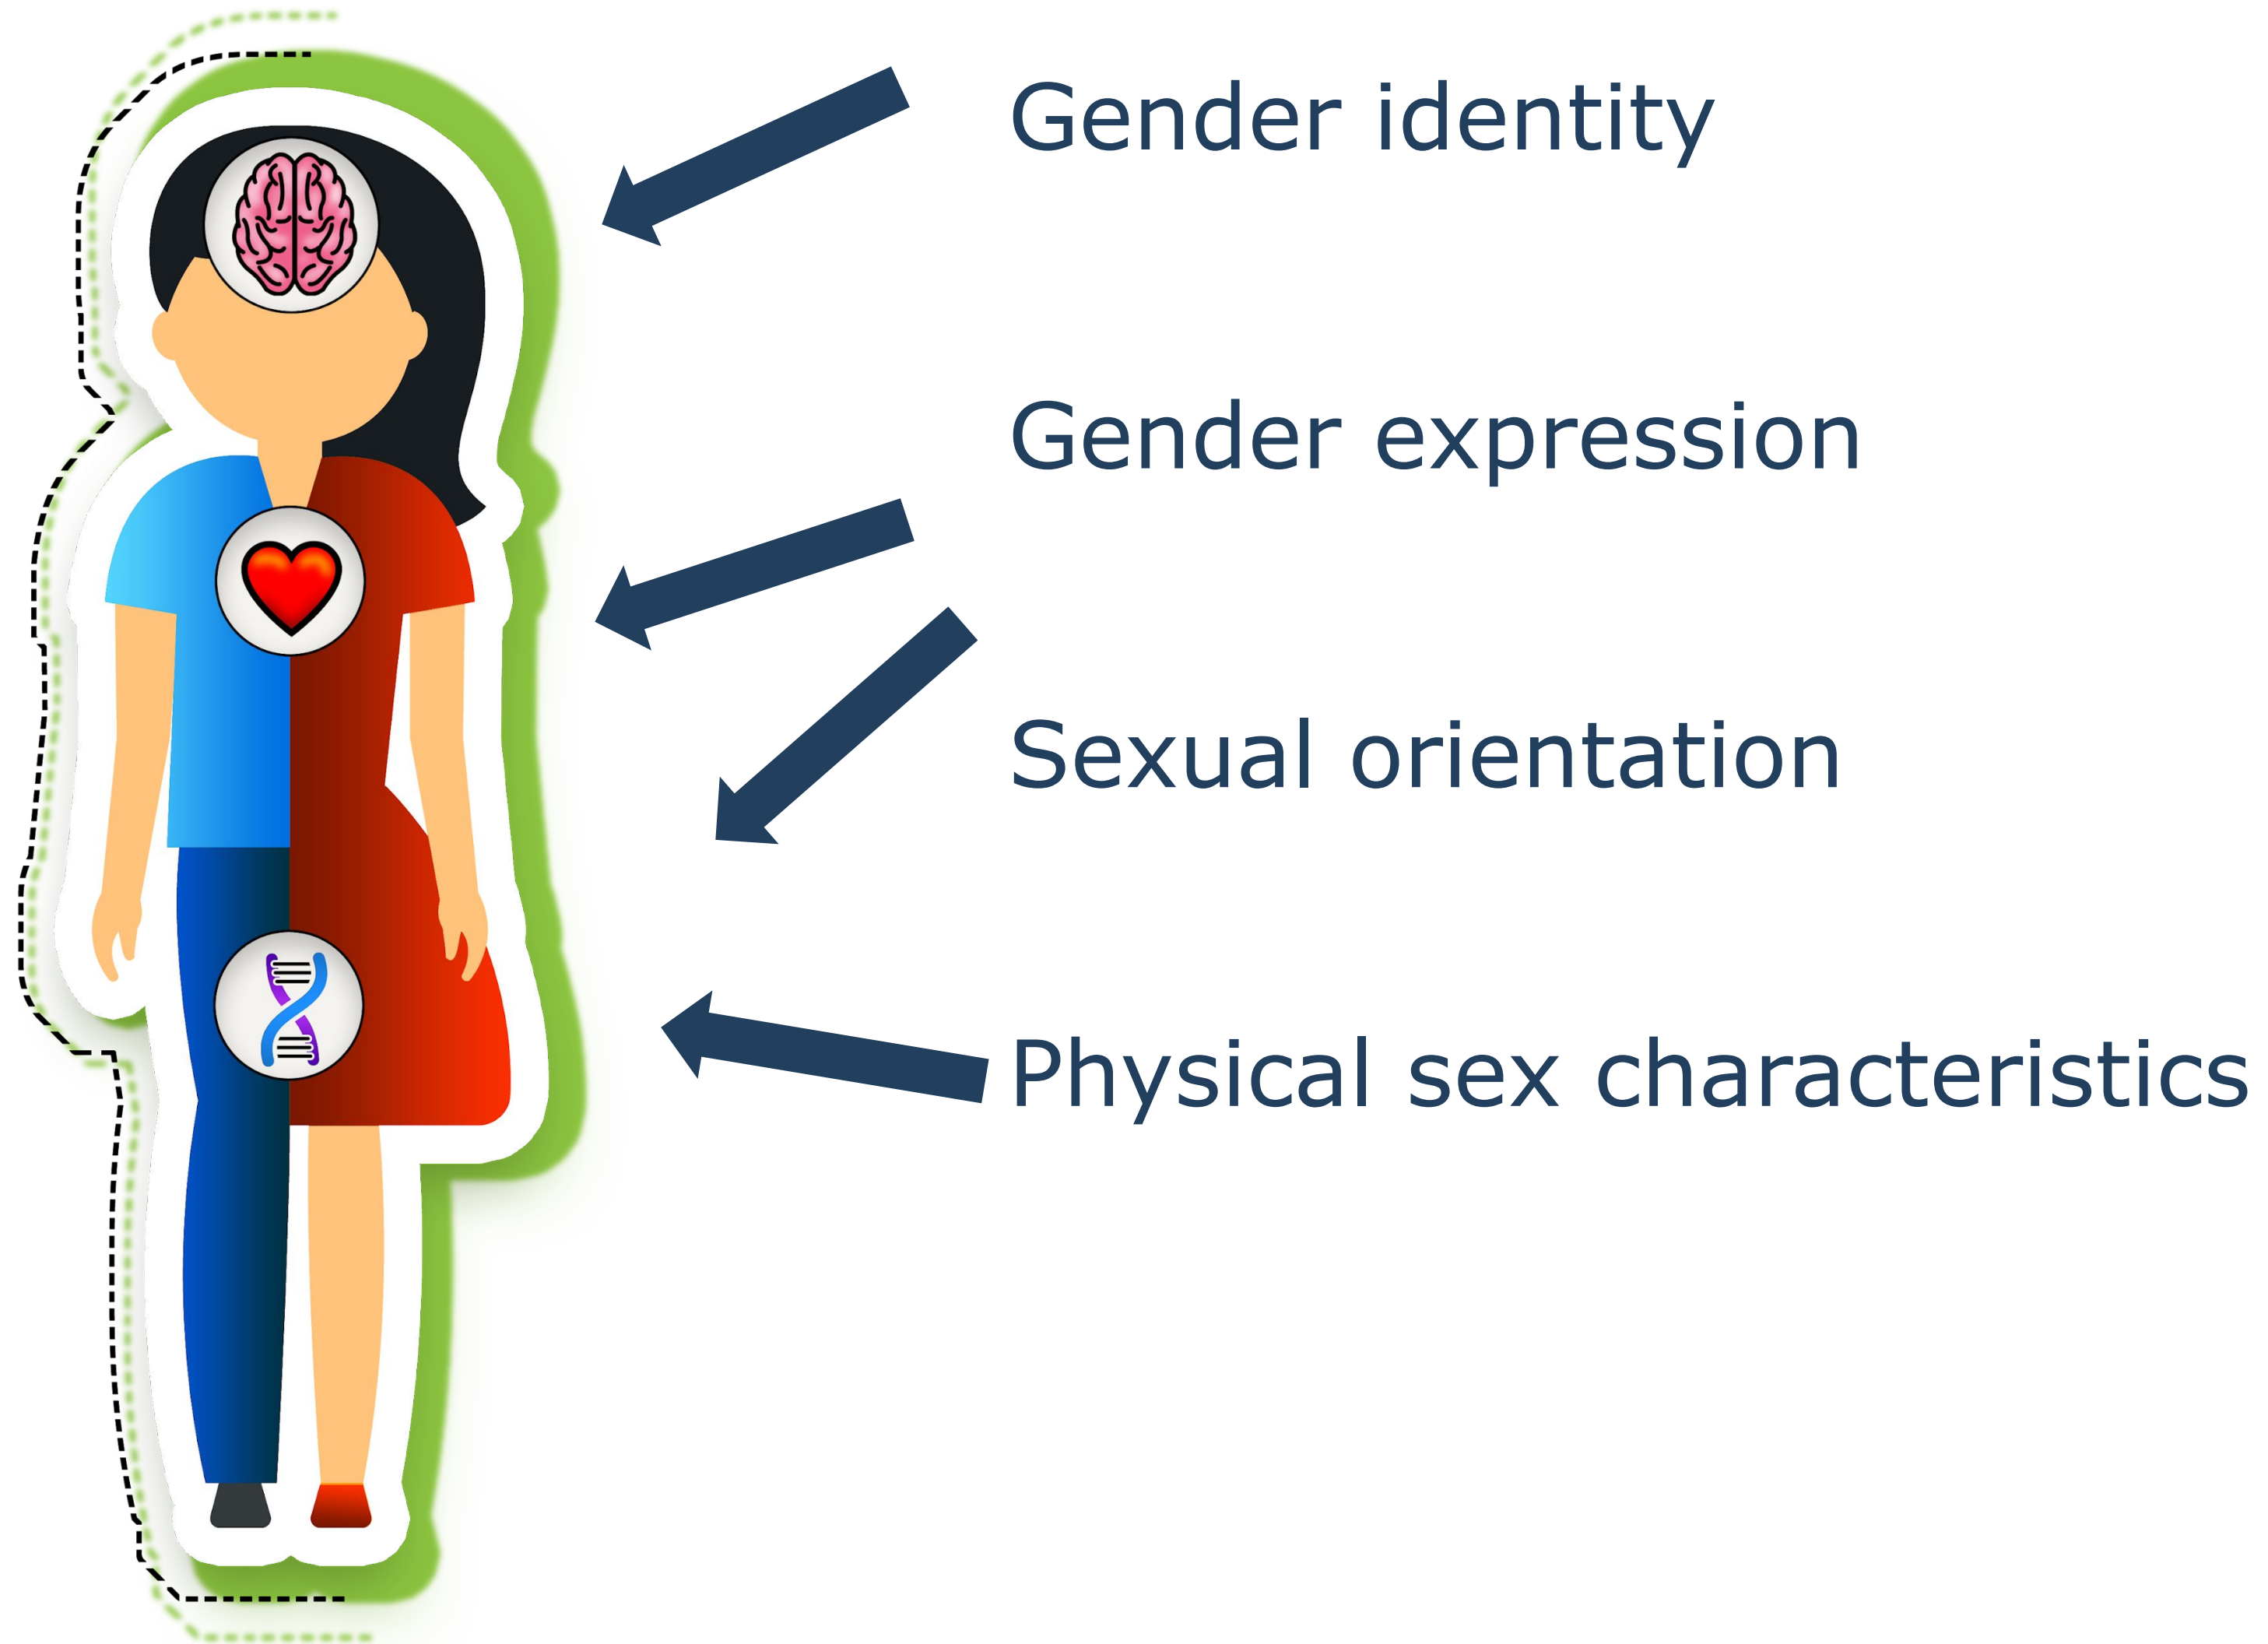 Gender identity
Gender expression
Sexual orientation
Physical sex characteristics